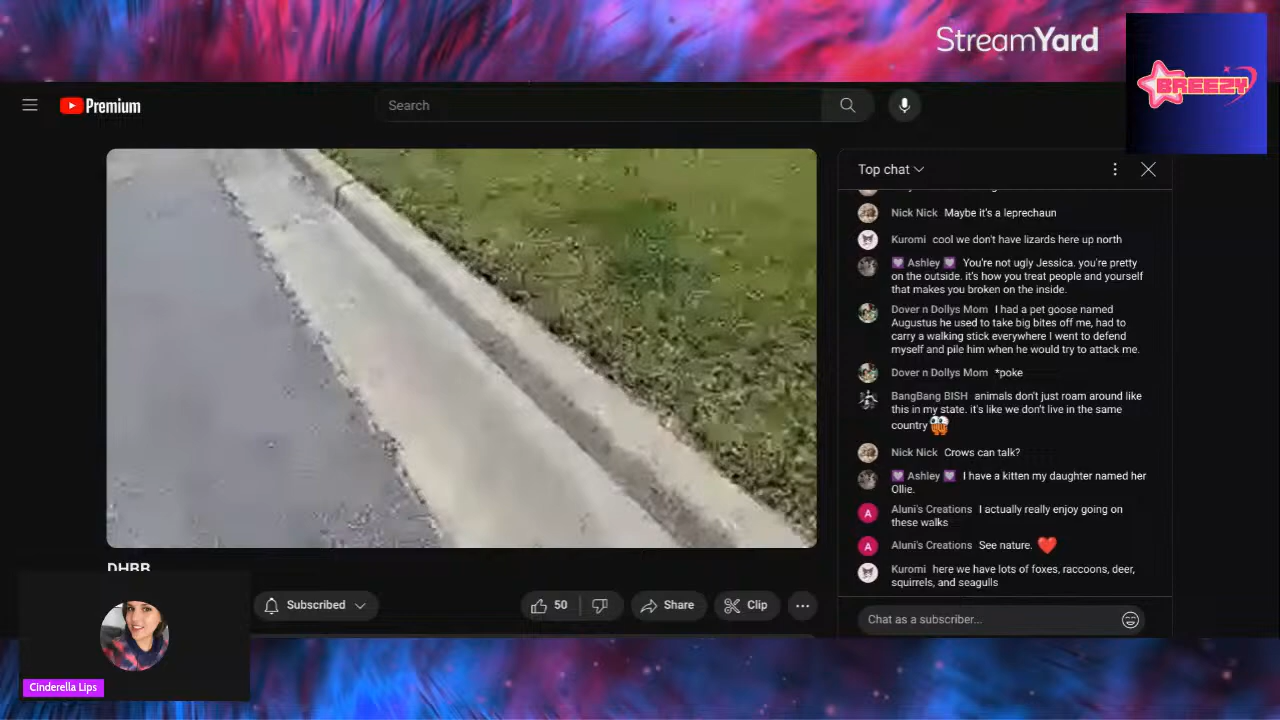 StreamYard
BREEZY
Premium
Search
Top chat
Nick Nick Maybe it's a leprechaun
Kuromi cool we don't have lizards here up north
Ashley You're not ugly Jessica. you're pretty
on the outside. it's how you treat people and yourself
that makes you broken on the inside.
Dover n Dollys Mom I had a pet goose named
Augustus he used to take big bites off me, had to
carry a walking stick everywhere I went to defend
myself and pile him when he would try to attack me.
Dover n Dollys Mom *poke
BangBang BISH animals don't just roam around like
this in my state. it's like we don't live in the same
country
Nick Nick Crows can talk?
Ashley I have a kitten my daughter named her
Ollie.
A Aluni's Creations I actually really enjoy going on
these walks
A Aluni's Creations See nature.
Kuromi here we have lots of foxes, raccoons, deer,
squirrels, and seagulls
Chat as a subscriber...
DHBB
Subscribed
50
Share
Clip
Cinderella Lips